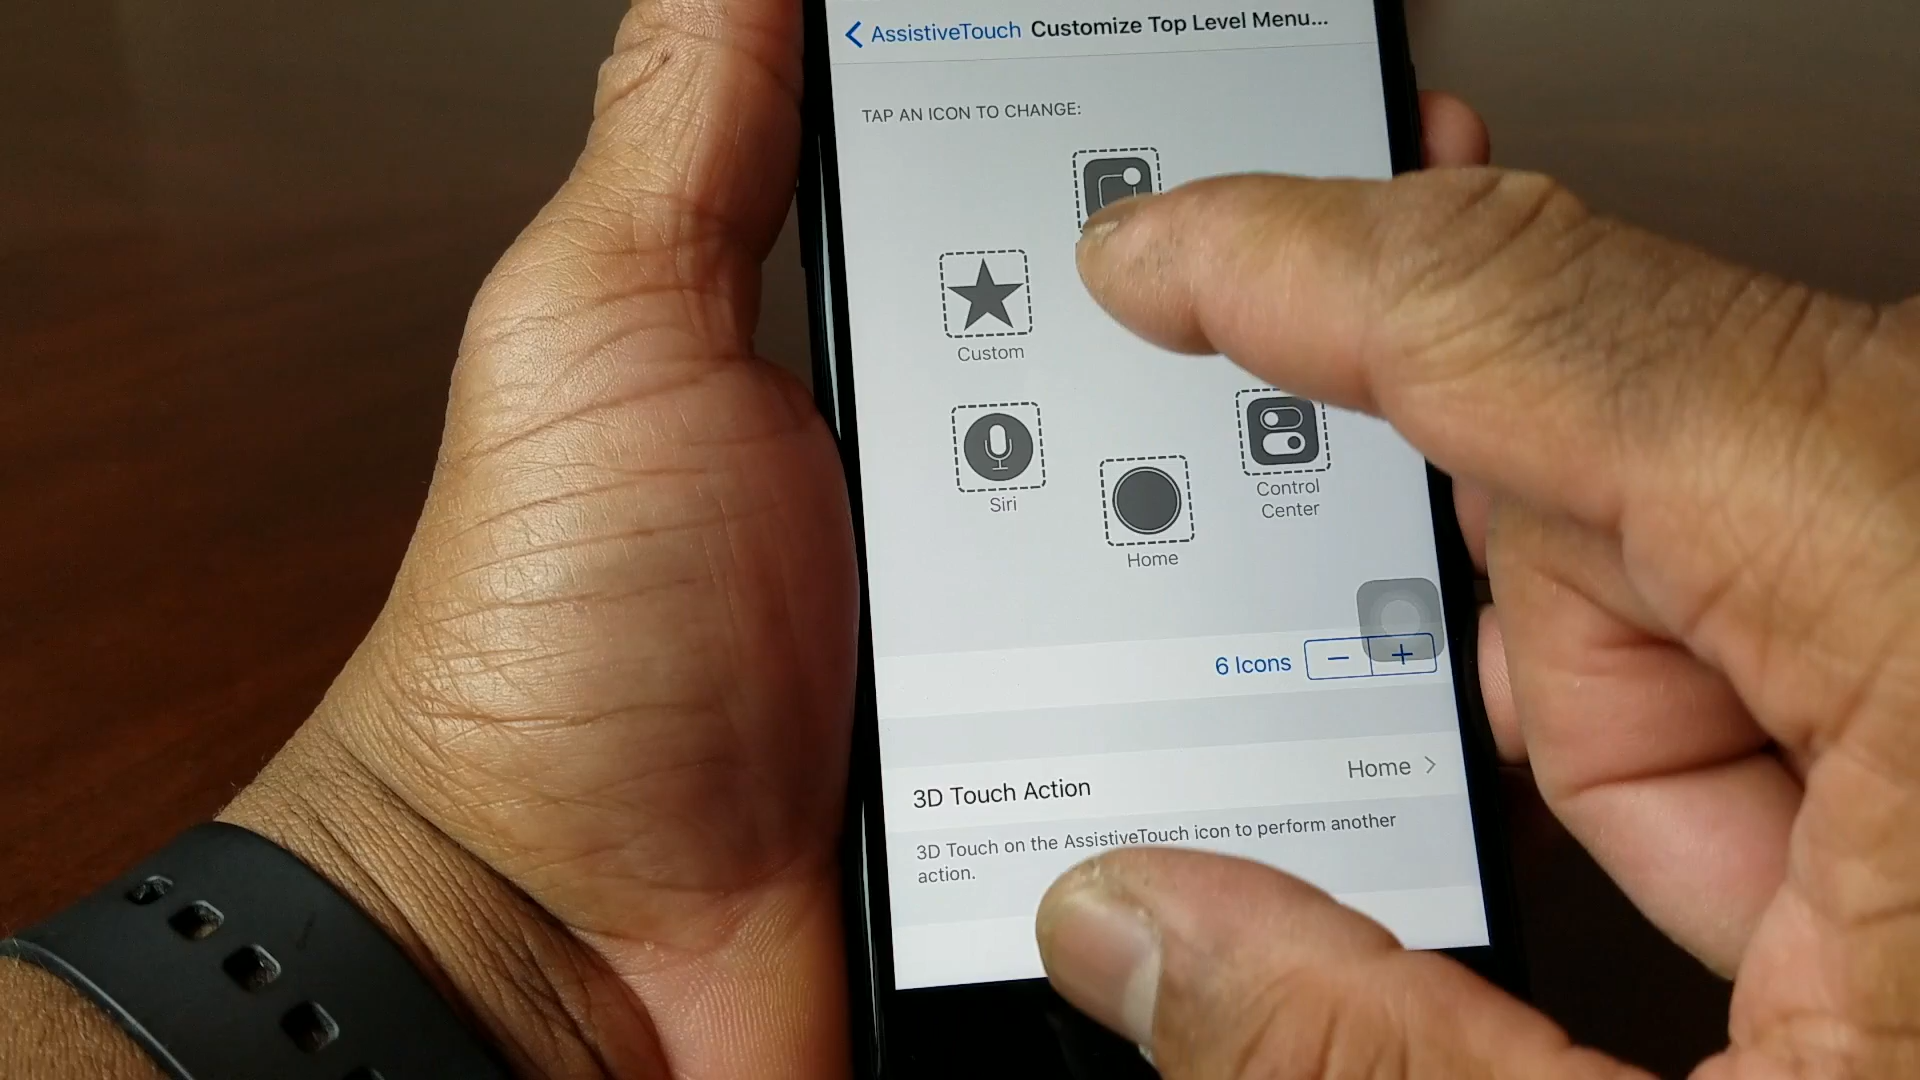 AssistiveTouch Customize Top Level Menu...
TAP AN ICON TO CHANGE:
Custom
Siri
Home
Control
Center
6 Icons
3D Touch Action
Home
3D Touch on the AssistiveTouch icon to perform another
action.